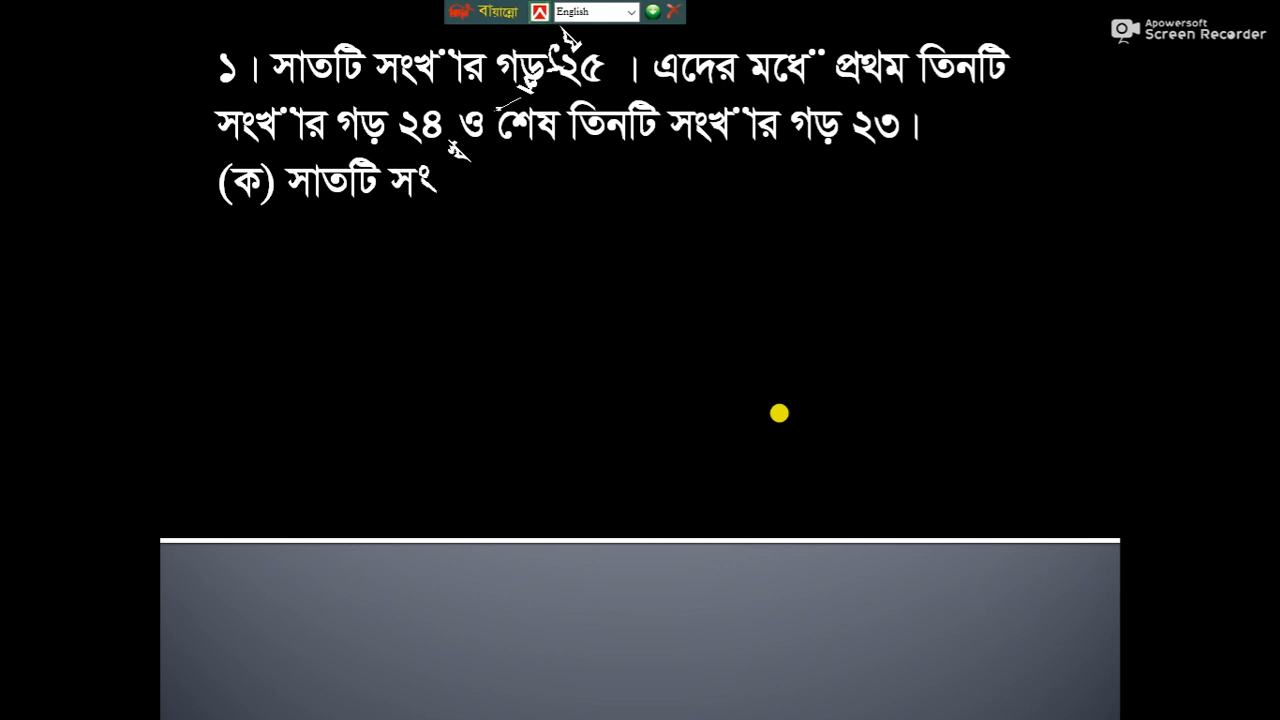 বায়ান্নো English
Apowersoft
Screen Recorder
১। সাতটি সংখ্যার গড় ২৫ । এদের মধ্যে প্রথম তিনটি
সংখ্যার গড় ২৪ ও শেষ তিনটি সংখ্যার গড় ২৩।
(ক) সাতটি সং